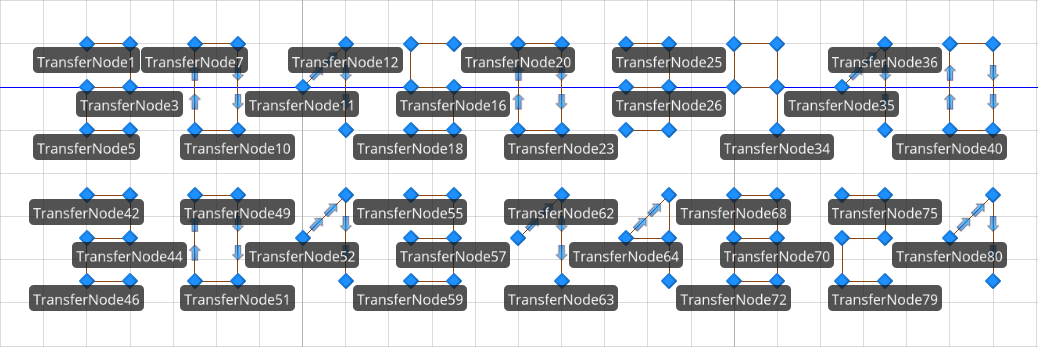 TransferNode1 TransferNode7 TransferNode12 TransferNode20 TransferNode25 TransferNode36
TransferNode3 TransferNode11 TransferNode16 TransferNode26 TransferNode35
TransferNode5 TransferNode10 TransferNode18 TransferNode23 TransferNode34 TransferNode40
TransferNode42 TransferNode49 TransferNode55 TransferNode62 TransferNode68 TransferNode75
TransferNode44 TransferNode52 TransferNode57 TransferNode64 TransferNode70 TransferNode80
TransferNode46 TransferNode51 TransferNode59 TransferNode63 TransferNode72 TransferNode79